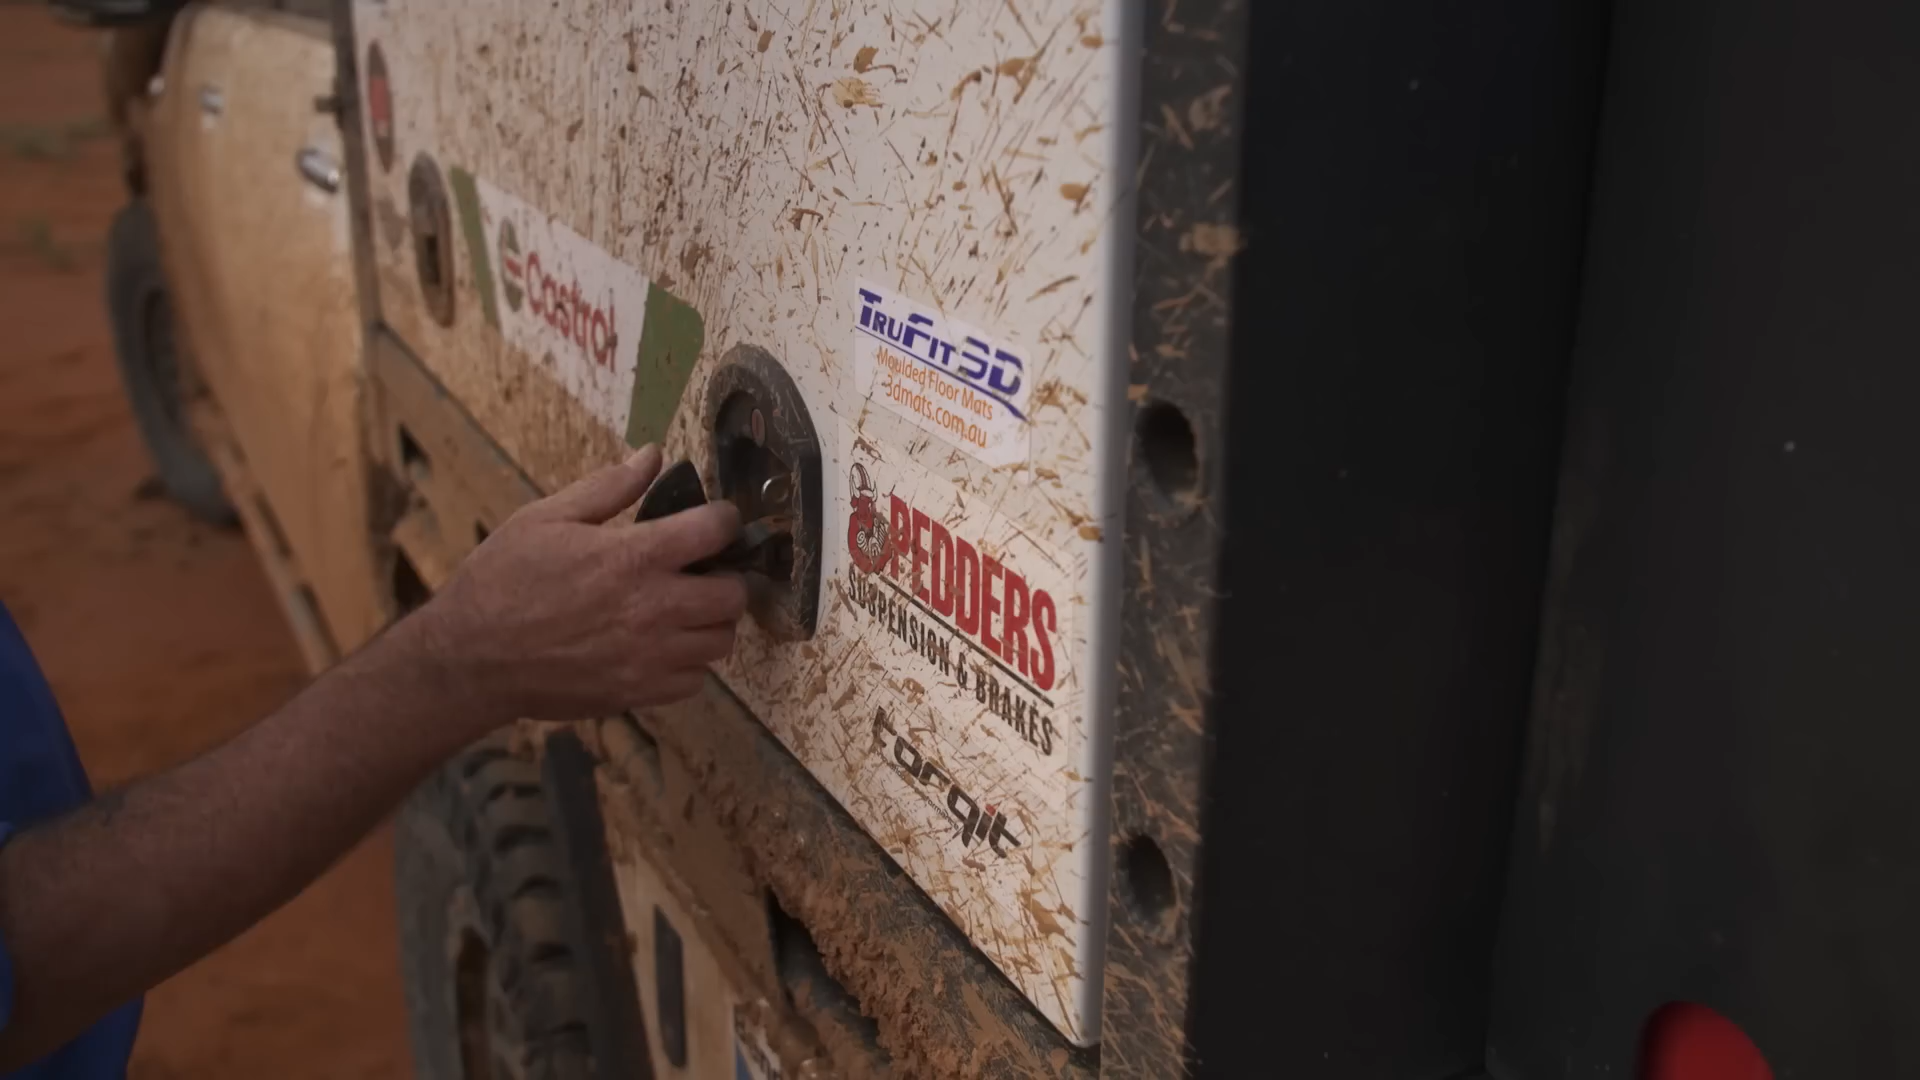 Castrol
TRUFIT3D
Moulded Floor Mats
3dmats.com.au
PEDDERS
SUSPENSION & BRAKES
torqit